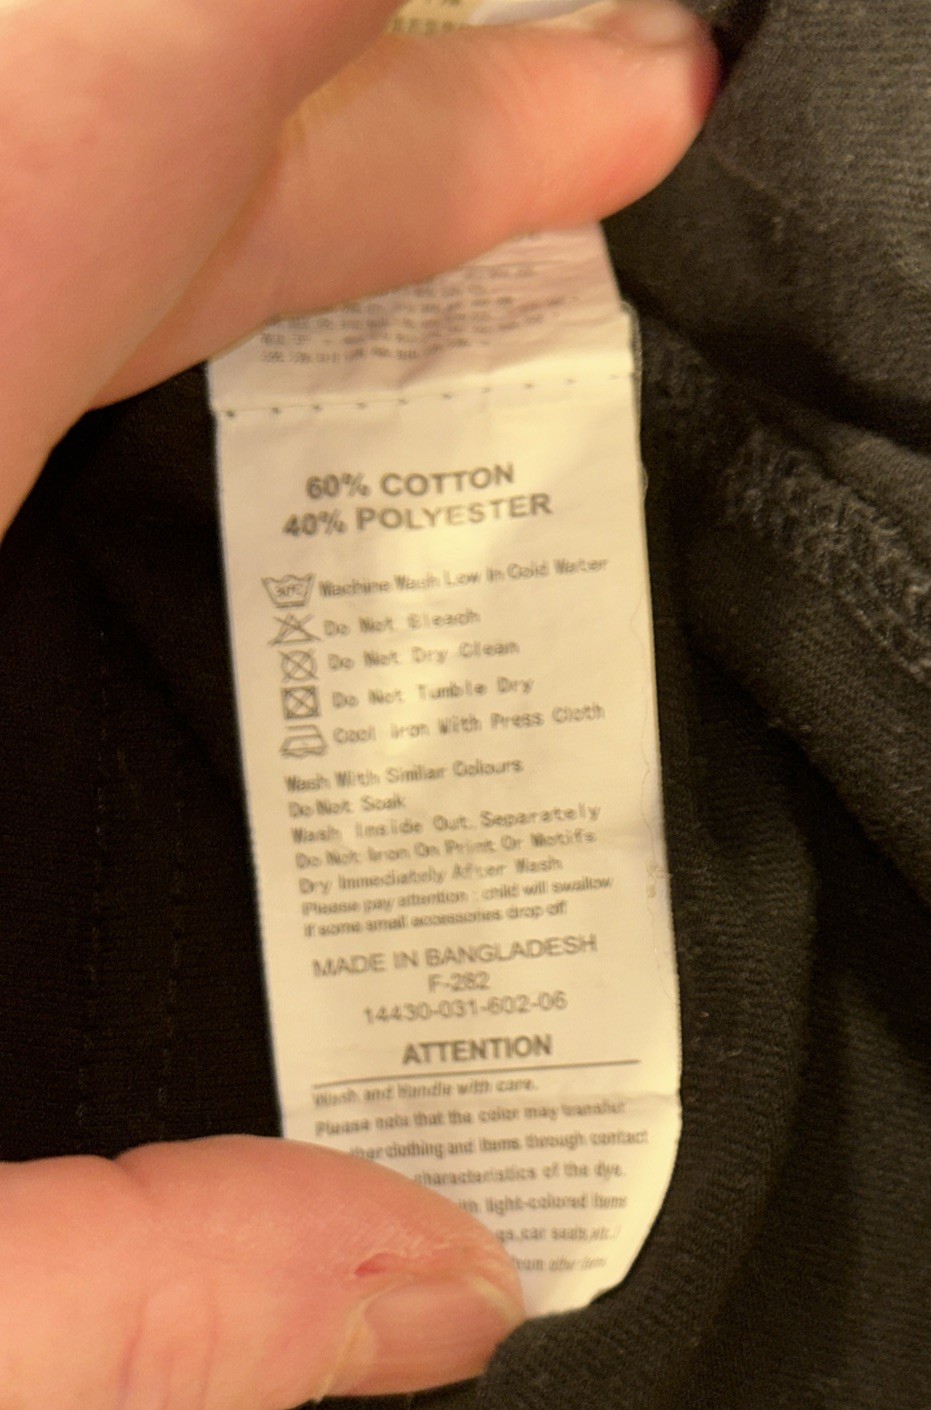 60% COTTON
40% POLYESTER
30°C Machine Wash Low In Cold Water
Do Not Bleach
Do Not Dry Clean
Do Not Tumble Dry
Cool Iron With Press Cloth
Wash With Similar Colours
Do Not Soak
Wash Inside Out, Separately
Do Not Iron On Print Or Motifs
Dry Immediately After Wash
Please pay attention : child will swallow
if some small accessories drop off.
MADE IN BANGLADESH
F-282
14430-031-602-06
ATTENTION
Wash and Handle with care.
Please note that the color may transfer
clothing and items through contact
characteristics of the dye.
light-colored items
car seats,etc.)
from